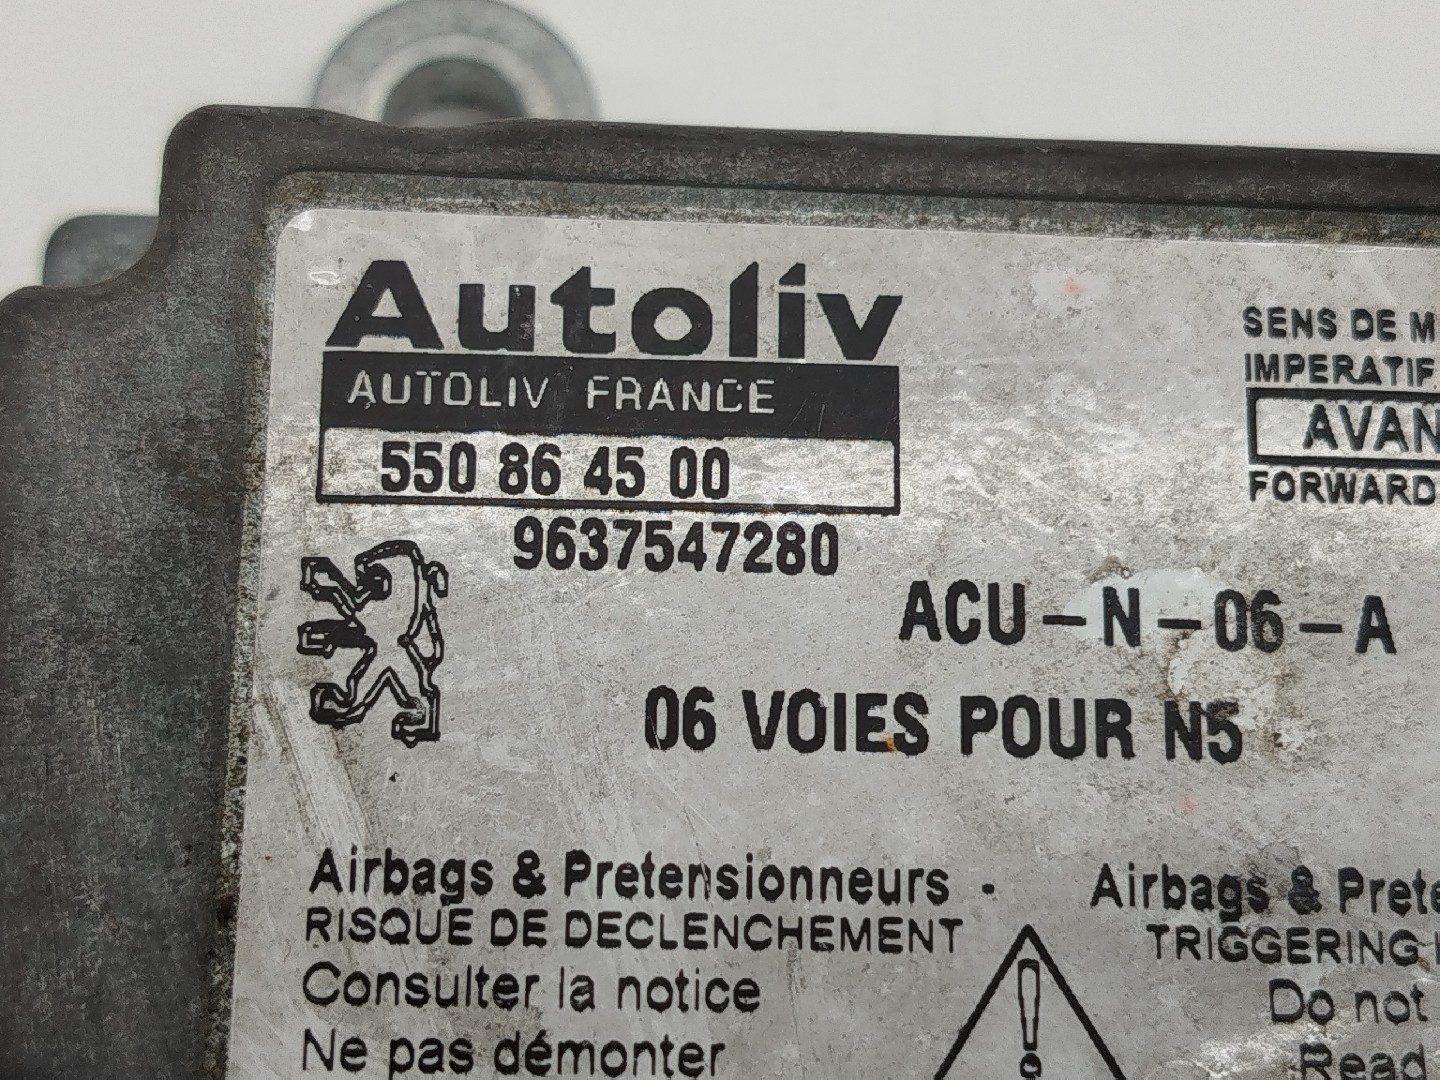 Autoliv
AUTOLIV FRANCE
550 86 45 00
9637547280
SENS DE M
IMPERATIF
AVAN
FORWARD
ACU-N-06-A
06 VOIES POUR N5
Airbags & Pretensionneurs .
RISQUE DE DECLENCHEMENT
Consulter la notice
Ne pas démonter
Airbags & Prete
TRIGGERING
Do not
Read